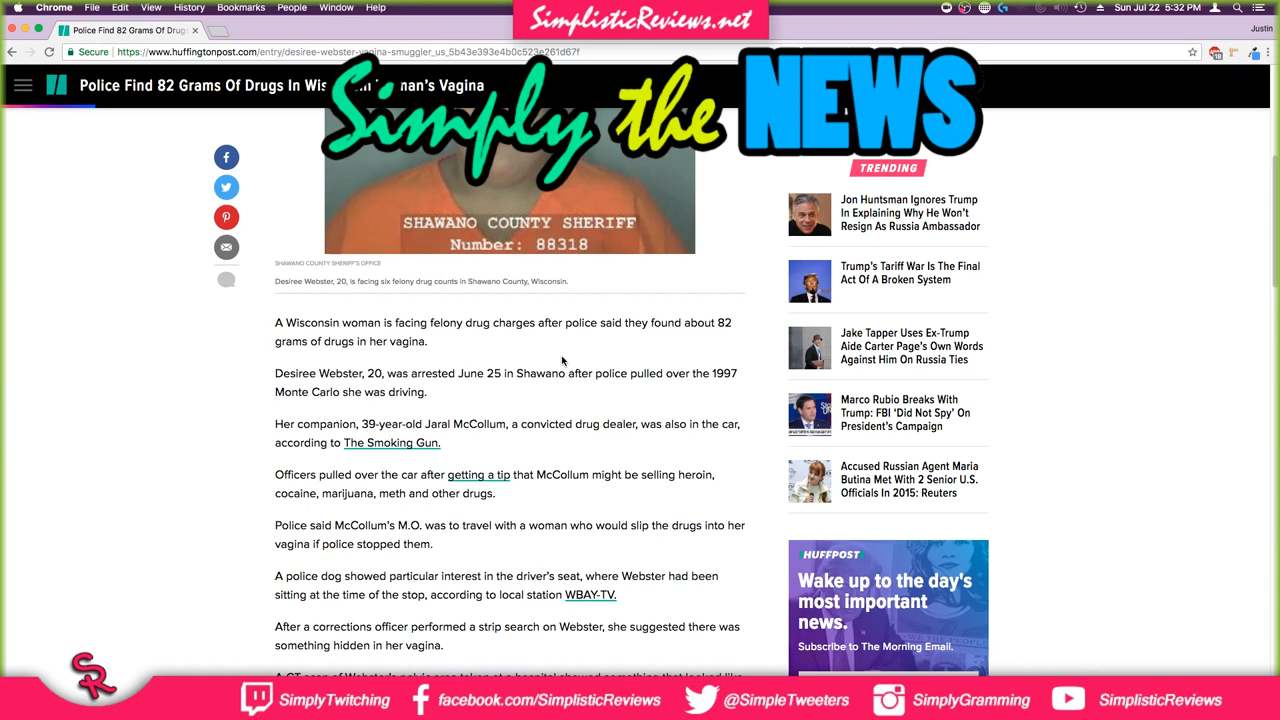 Chrome File Edit View History Bookmarks People Window Help
Sun Jul 22 5:32 PM Justin
SimplisticReviews.net
Police Find 82 Grams Of Drugs
Justin
Secure https://www.huffingtonpost.com/entry/desiree-webster-vagina-smuggler_us_5b43e393e4b0c523e261d67f
Police Find 82 Grams Of Drugs In man's Vagina
Simply the NEWS
SHAWANO COUNTY SHERIFF
Number: 88318
SHAWANO COUNTY SHERIFF'S OFFICE
Desiree Webster, 20, is facing six felony drug counts in Shawano County, Wisconsin.
A Wisconsin woman is facing felony drug charges after police said they found about 82
grams of drugs in her vagina.
Desiree Webster, 20, was arrested June 25 in Shawano after police pulled over the 1997
Monte Carlo she was driving.
Her companion, 39-year-old Jaral McCollum, a convicted drug dealer, was also in the car,
according to The Smoking Gun.
Officers pulled over the car after getting a tip that McCollum might be selling heroin,
cocaine, marijuana, meth and other drugs.
Police said McCollum's M.O. was to travel with a woman who would slip the drugs into her
vagina if police stopped them.
A police dog showed particular interest in the driver's seat, where Webster had been
sitting at the time of the stop, according to local station WBAY-TV.
After a corrections officer performed a strip search on Webster, she suggested there was
something hidden in her vagina.
TRENDING
Jon Huntsman Ignores Trump
In Explaining Why He Won't
Resign As Russia Ambassador
Trump's Tariff War Is The Final
Act Of A Broken System
Jake Tapper Uses Ex-Trump
Aide Carter Page's Own Words
Against Him On Russia Ties
Marco Rubio Breaks With
Trump: FBI 'Did Not Spy' On
President's Campaign
Accused Russian Agent Maria
Butina Met With 2 Senior U.S.
Officials In 2015: Reuters
HUFFPOST
Wake up to the day's
most important
news.
Subscribe to The Morning Email.
SR
SimplyTwitching facebook.com/SimplisticReviews @SimpleTweeters SimplyGramming SimplisticReviews